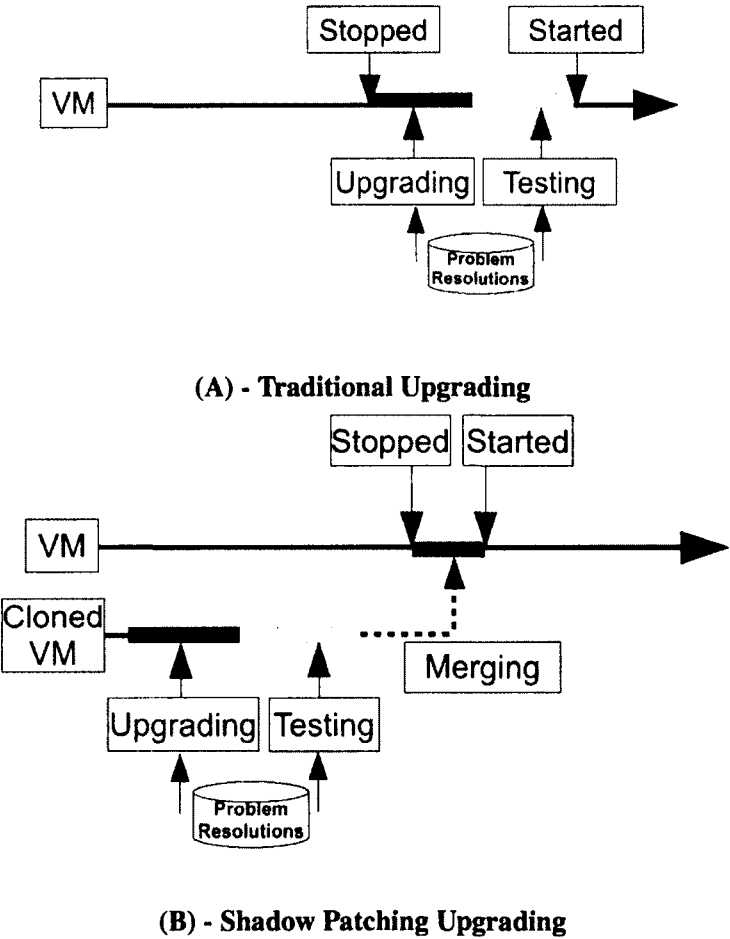 Stopped
Started
VM
Upgrading
Testing
Problem
Resolutions
(A) - Traditional Upgrading
Stopped
Started
VM
Cloned
VM
Merging
Upgrading
Testing
Problem
Resolutions
(B) - Shadow Patching Upgrading